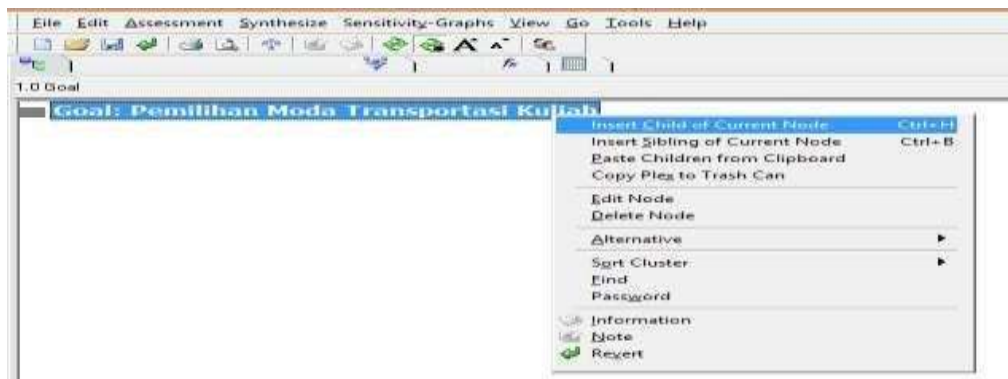 File Edit Assessment Synthesize Sensitivity-Graphs View Go Tools Help
1.0 Goal
Goal: Pemilihan Moda Transportasi Kuliah
Insert Child of Current Node Ctrl+H
Insert Sibling of Current Node Ctrl+B
Paste Children from Clipboard
Copy Plex to Trash Can
Edit Node
Delete Node
Alternative
Sort Cluster
Find
Password
Information
Note
Revert